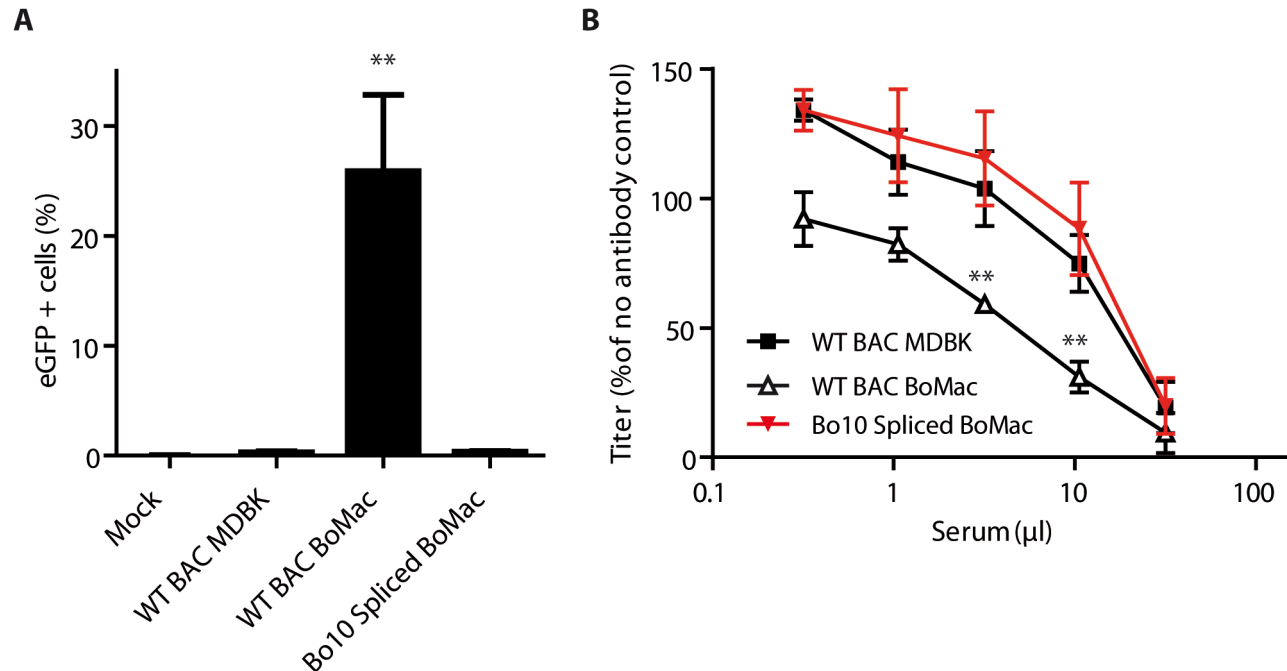 A
eGFP + cells (%)
30
20
10
0
**
Mock
WT BAC MDBK
WT BAC BoMac
Bo10 Spliced BoMac
B
Titer (%of no antibody control)
150
100
50
0
**
**
WT BAC MDBK
WT BAC BoMac
Bo10 Spliced BoMac
0.1
1
10
100
Serum (µl)